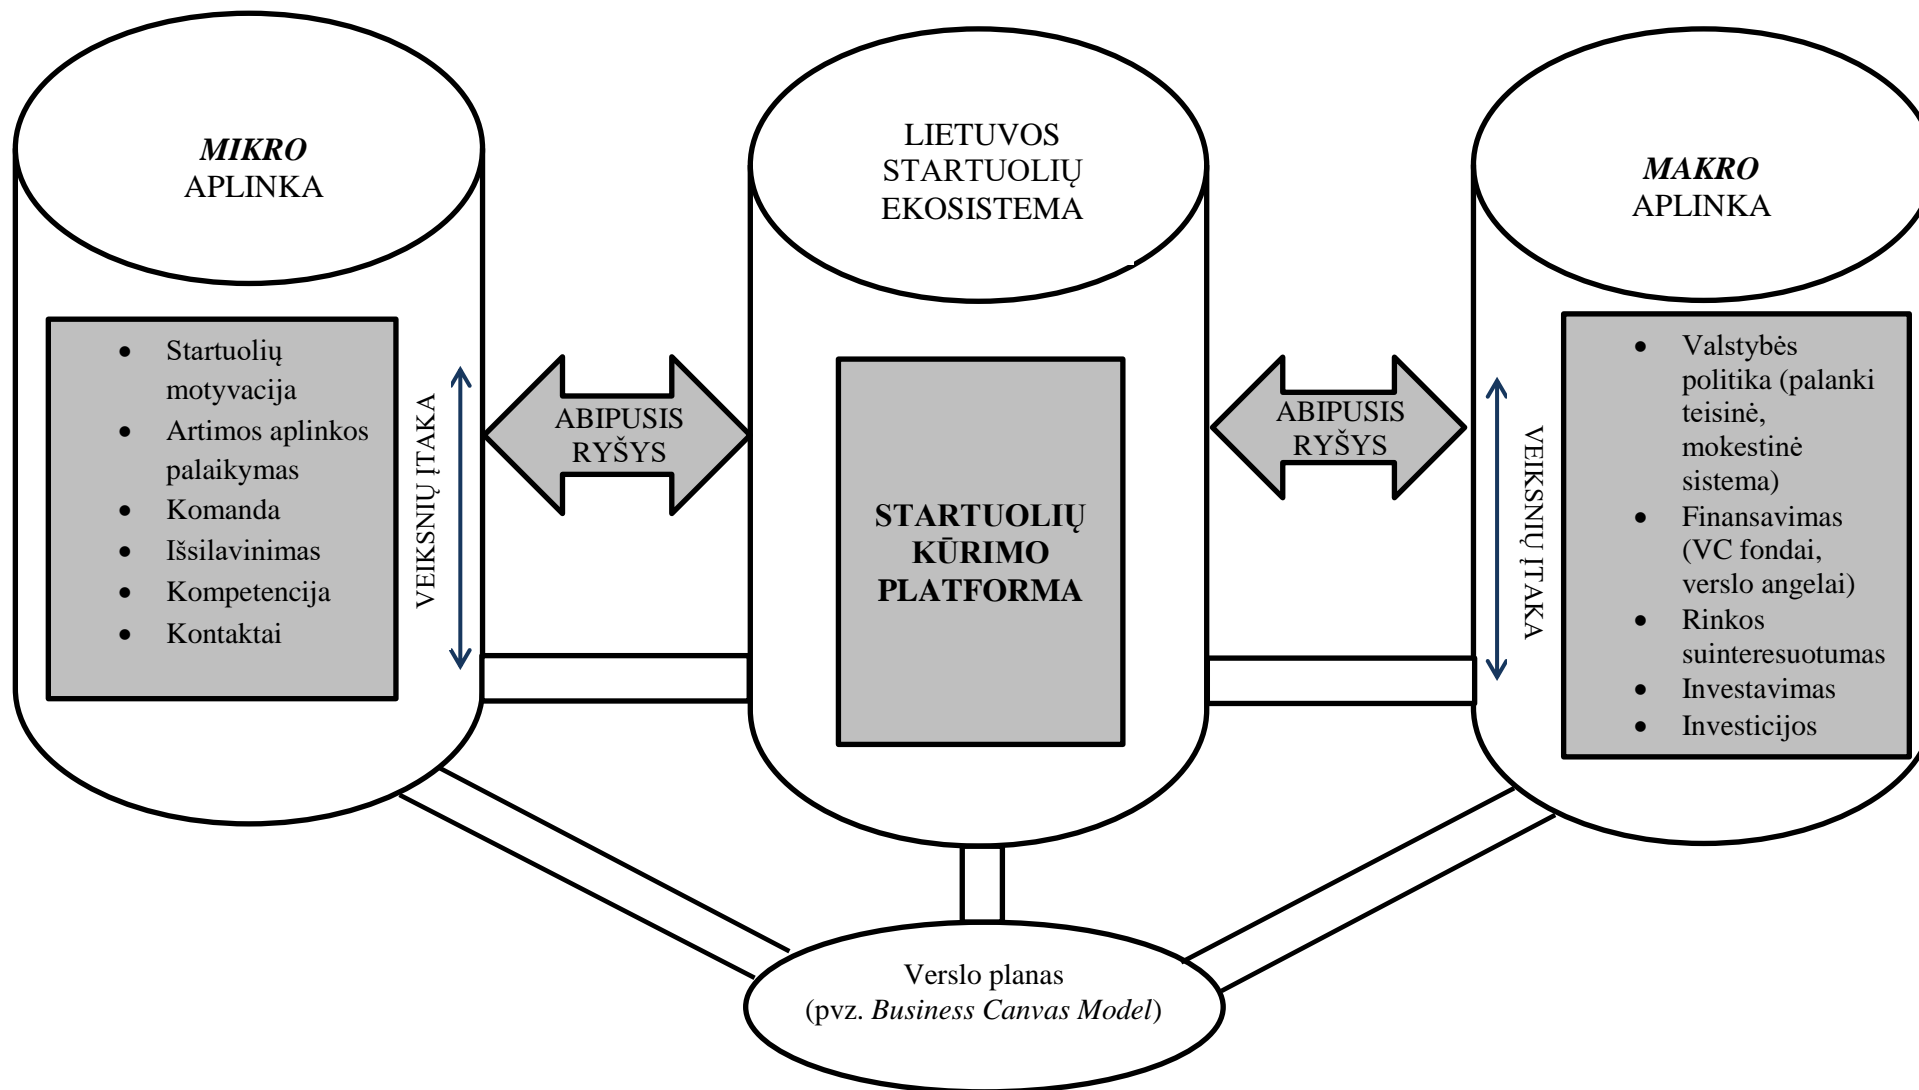 MIKRO
APLINKA
• Startuolių
motyvacija
• Artimos aplinkos
palaikymas
• Komanda
• Išsilavinimas
• Kompetencija
• Kontaktai
VEIKSNIŲ ĮTAKA
ABIPUSIS
RYŠYS
LIETUVOS
STARTUOLIŲ
EKOSISTEMA
STARTUOLIŲ
KŪRIMO
PLATFORMA
ABIPUSIS
RYŠYS
MAKRO
APLINKA
VEIKSNIŲ ĮTAKA
• Valstybės
politika (palanki
teisinė,
mokestinė
sistema)
• Finansavimas
(VC fondai,
verslo angelai)
• Rinkos
suinteresuotumas
• Investavimas
• Investicijos
Verslo planas
(pvz. Business Canvas Model)